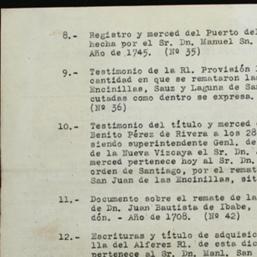 8.- Registro y merced del Puerto del
hecha por el Sr. Dn. Manuel Sn.
Año de 1745. (Nº 35)
9.- Testimonio de la Rl. Provisión
cantidad en que se remataron la
Encinillas, Sauz y Laguna de Sa
cutadas como dentro se expresa.
(Nº 36)
10.- Testimonio del título y merced
Benito Pérez de Rivera a los 28
siendo superintendente Genl. de
de la Nueva Vizcaya el Sr. Dn.
merced pertenece hoy al Sr. Dn.
orden de Santiago, por el remat
San Juan de las Encinillas, sit
11.- Documento sobre el remate de la
de Dn. Juan Bautista de Ibabe,
dón. - Año de 1708. (Nº 42)
12.- Escrituras y título de adquisic
lla del Alferez Rl. de esta dic
pertenece al Sr. Dn. Manl. San